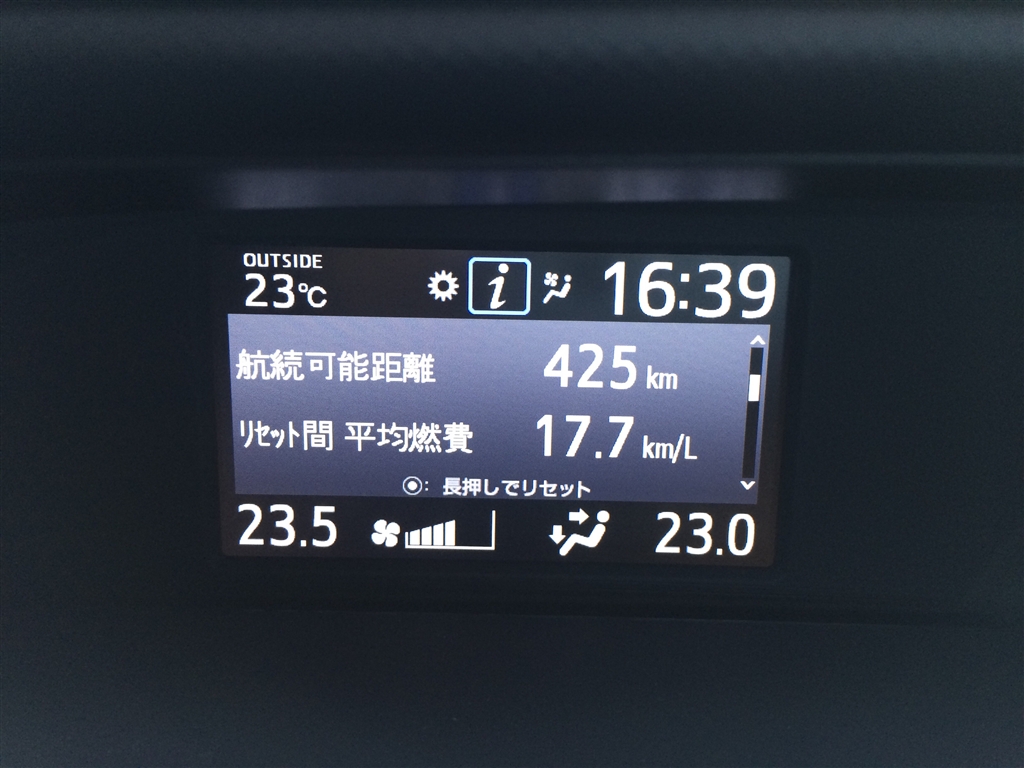 OUTSIDE
23℃
i
16:39
航続可能距離 425 km
リセット間 平均燃費 17.7 km/L
◉: 長押しでリセット
23.5
23.0